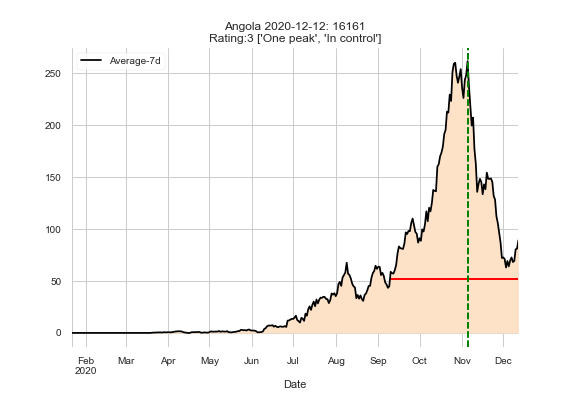 Angola 2020-12-12: 16161
Rating:3 ['One peak', 'In control']
Average-7d
250
200
150
100
50
0
Feb Mar Apr May Jun Jul Aug Sep Oct Nov Dec
2020
Date